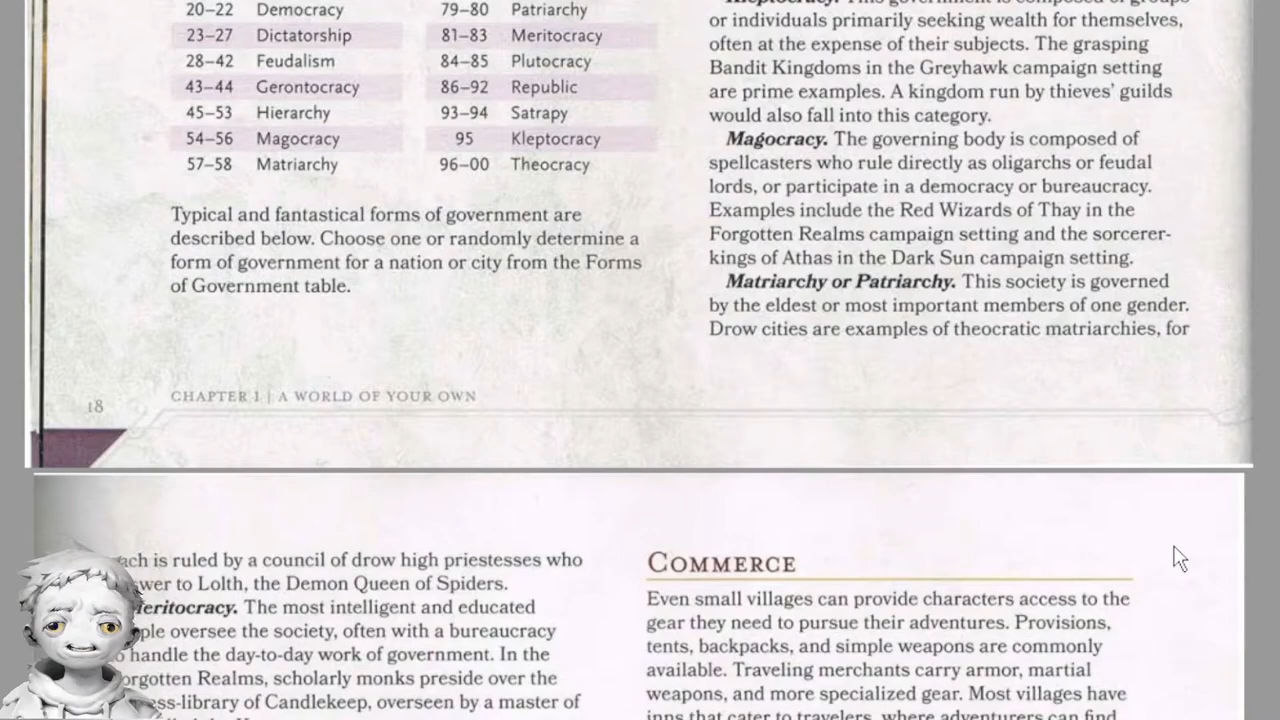 20–22 Democracy
23–27 Dictatorship
28–42 Feudalism
43–44 Gerontocracy
45–53 Hierarchy
54–56 Magocracy
57–58 Matriarchy
79–80 Patriarchy
81–83 Meritocracy
84–85 Plutocracy
86–92 Republic
93–94 Satrapy
95 Kleptocracy
96–00 Theocracy
Typical and fantastical forms of government are
described below. Choose one or randomly determine a
form of government for a nation or city from the Forms
of Government table.
or individuals primarily seeking wealth for themselves,
often at the expense of their subjects. The grasping
Bandit Kingdoms in the Greyhawk campaign setting
are prime examples. A kingdom run by thieves' guilds
would also fall into this category.
Magocracy. The governing body is composed of
spellcasters who rule directly as oligarchs or feudal
lords, or participate in a democracy or bureaucracy.
Examples include the Red Wizards of Thay in the
Forgotten Realms campaign setting and the sorcerer-
kings of Athas in the Dark Sun campaign setting.
Matriarchy or Patriarchy. This society is governed
by the eldest or most important members of one gender.
Drow cities are examples of theocratic matriarchies, for
18
CHAPTER 1 | A WORLD OF YOUR OWN
is ruled by a council of drow high priestesses who
to Lolth, the Demon Queen of Spiders.
The most intelligent and educated
oversee the society, often with a bureaucracy
handle the day-to-day work of government. In the
Realms, scholarly monks preside over the
of Candlekeep, overseen by a master of
COMMERCE
Even small villages can provide characters access to the
gear they need to pursue their adventures. Provisions,
tents, backpacks, and simple weapons are commonly
available. Traveling merchants carry armor, martial
weapons, and more specialized gear. Most villages have
inns that cater to travelers, where adventurers can find